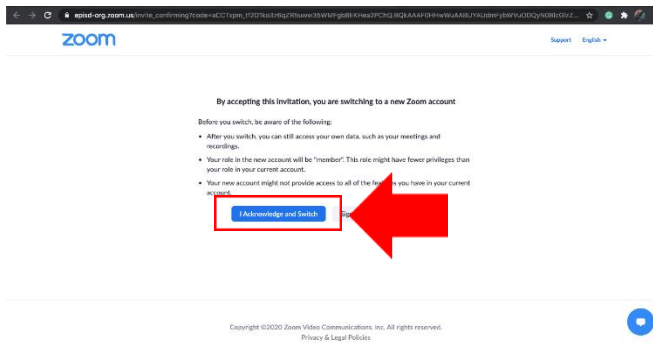 episd-org.zoom.us
zoom
Support English
By accepting this invitation, you are switching to a new Zoom account
Before you switch, be aware of the following:
• After you switch, you can still access your own data, such as your meetings and
recordings.
• Your role in the new account will be "member". This role might have fewer privileges than
your role in your current account.
• Your new account might not provide access to all of the features you have in your current
account.
I Acknowledge and Switch
Copyright ©2020 Zoom Video Communications, Inc. All rights reserved.
Privacy & Legal Policies